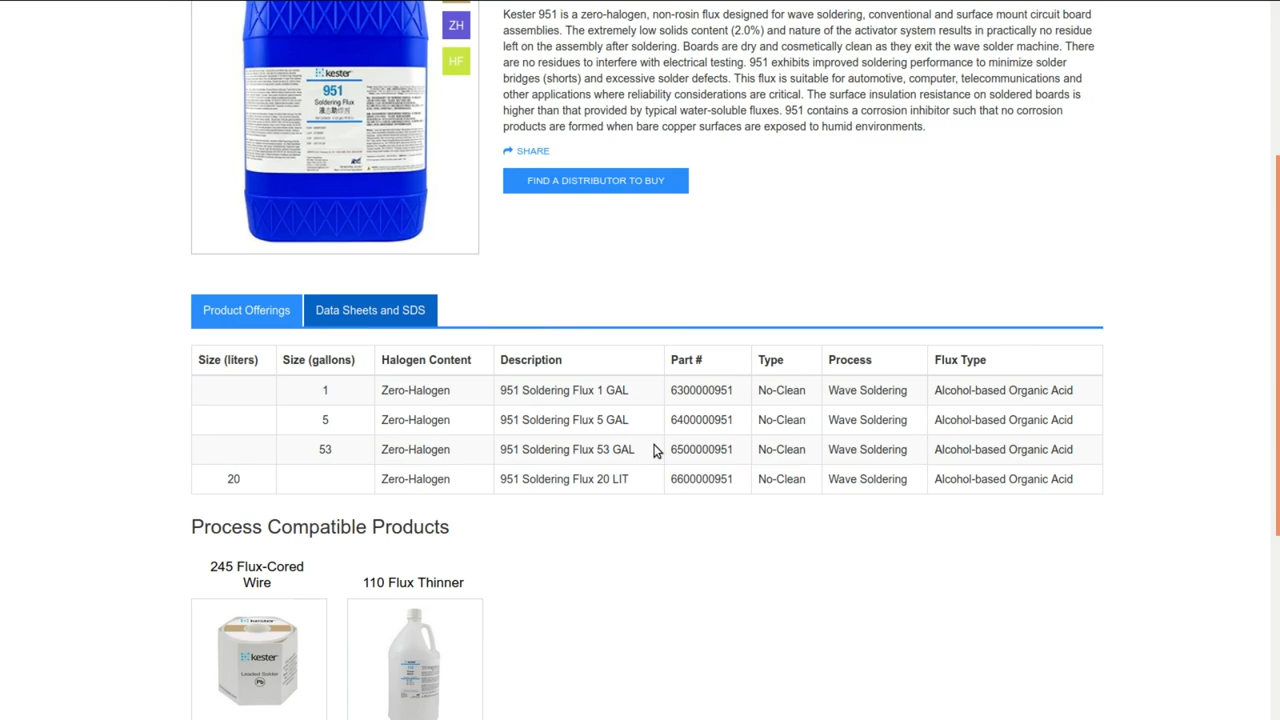 Kester 951 is a zero-halogen, non-rosin flux designed for wave soldering, conventional and surface mount circuit board
assemblies. The extremely low solids content (2.0%) and nature of the activator system results in practically no residue
left on the assembly after soldering. Boards are dry and cosmetically clean as they exit the wave solder machine. There
are no residues to interfere with electrical testing. 951 exhibits improved soldering performance to minimize solder
bridges (shorts) and excessive solder defects. This flux is suitable for automotive, computer, telecommunications and
other applications where reliability considerations are critical. Surface insulation resistance on soldered boards is
higher than that provided by typical water-soluble fluxes. 951 contains a corrosion inhibitor such that no corrosion
products are formed when bare copper surfaces are exposed to humid environments.
ZH
HF
kester
951
Soldering Flux
SHARE
FIND A DISTRIBUTOR TO BUY
Product Offerings Data Sheets and SDS
Size (liters) Size (gallons) Halogen Content Description Part # Type Process Flux Type
1 Zero-Halogen 951 Soldering Flux 1 GAL 6300000951 No-Clean Wave Soldering Alcohol-based Organic Acid
5 Zero-Halogen 951 Soldering Flux 5 GAL 6400000951 No-Clean Wave Soldering Alcohol-based Organic Acid
53 Zero-Halogen 951 Soldering Flux 53 GAL 6500000951 No-Clean Wave Soldering Alcohol-based Organic Acid
20 Zero-Halogen 951 Soldering Flux 20 LIT 6600000951 No-Clean Wave Soldering Alcohol-based Organic Acid
Process Compatible Products
245 Flux-Cored
Wire
110 Flux Thinner
kester
Leaded Solder
Pb